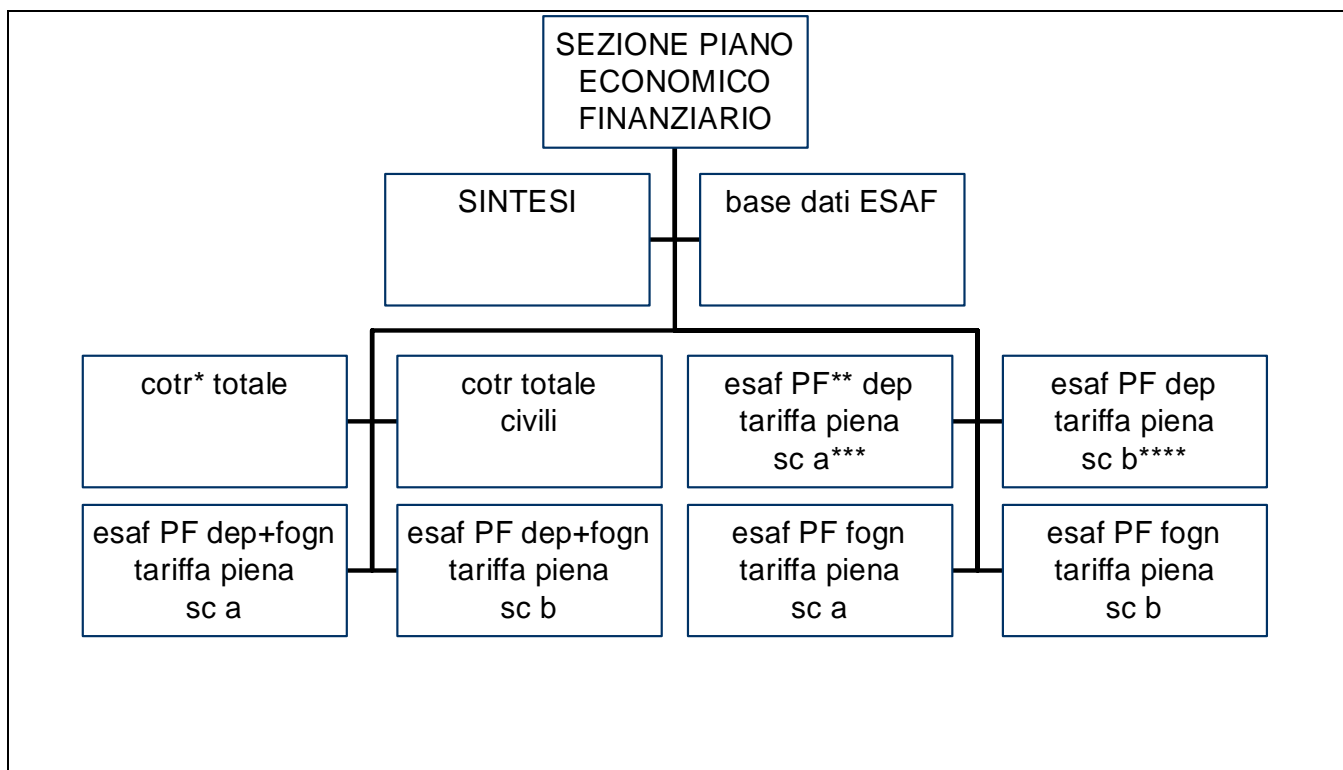 SEZIONE PIANO
ECONOMICO
FINANZIARIO
SINTESI
base dati ESAF
cotr* totale
cotr totale
civili
esaf PF** dep
tariffa piena
sc a***
esaf PF dep
tariffa piena
sc b****
esaf PF dep+fogn
tariffa piena
sc a
esaf PF dep+fogn
tariffa piena
sc b
esaf PF fogn
tariffa piena
sc a
esaf PF fogn
tariffa piena
sc b